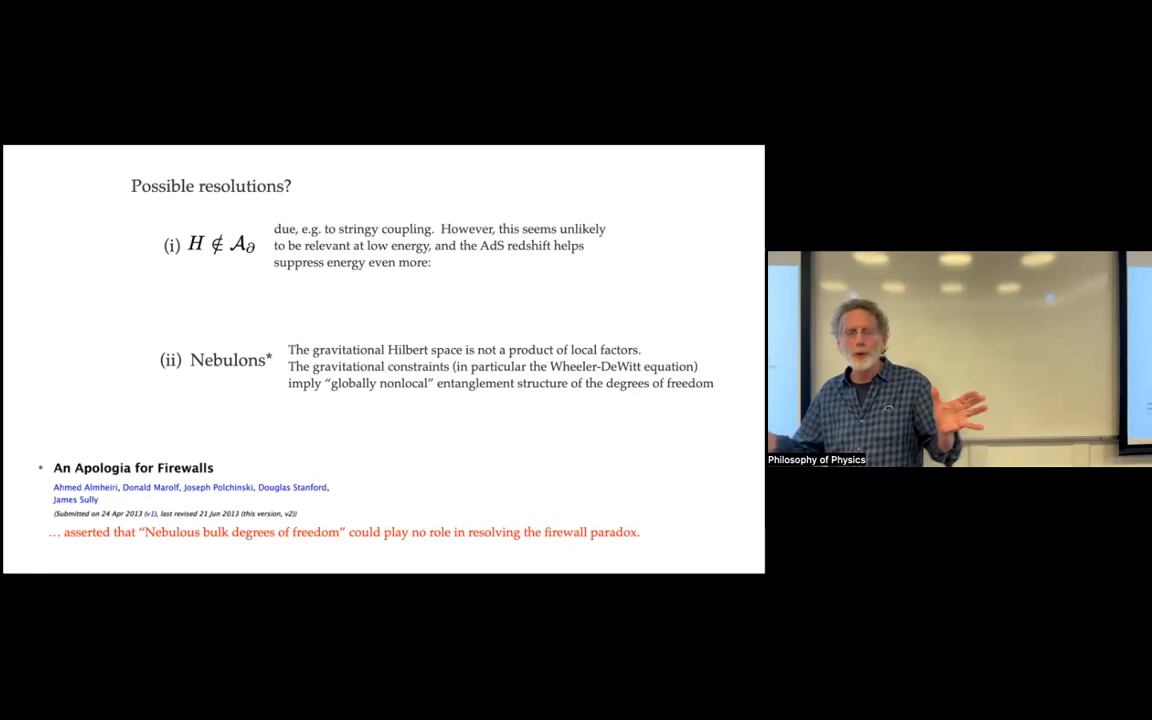 Possible resolutions?
(i) H ∉ 𝒜∂ due, e.g. to stringy coupling. However, this seems unlikely
to be relevant at low energy, and the AdS redshift helps
suppress energy even more:
(ii) Nebulons* The gravitational Hilbert space is not a product of local factors.
The gravitational constraints (in particular the Wheeler-DeWitt equation)
imply “globally nonlocal” entanglement structure of the degrees of freedom
* An Apologia for Firewalls
Ahmed Almheiri, Donald Marolf, Joseph Polchinski, Douglas Stanford,
James Sully
(Submitted on 24 Apr 2013 (v1), last revised 21 Jun 2013 (this version, v2))
… asserted that “Nebulous bulk degrees of freedom” could play no role in resolving the firewall paradox.
Philosophy of Physics